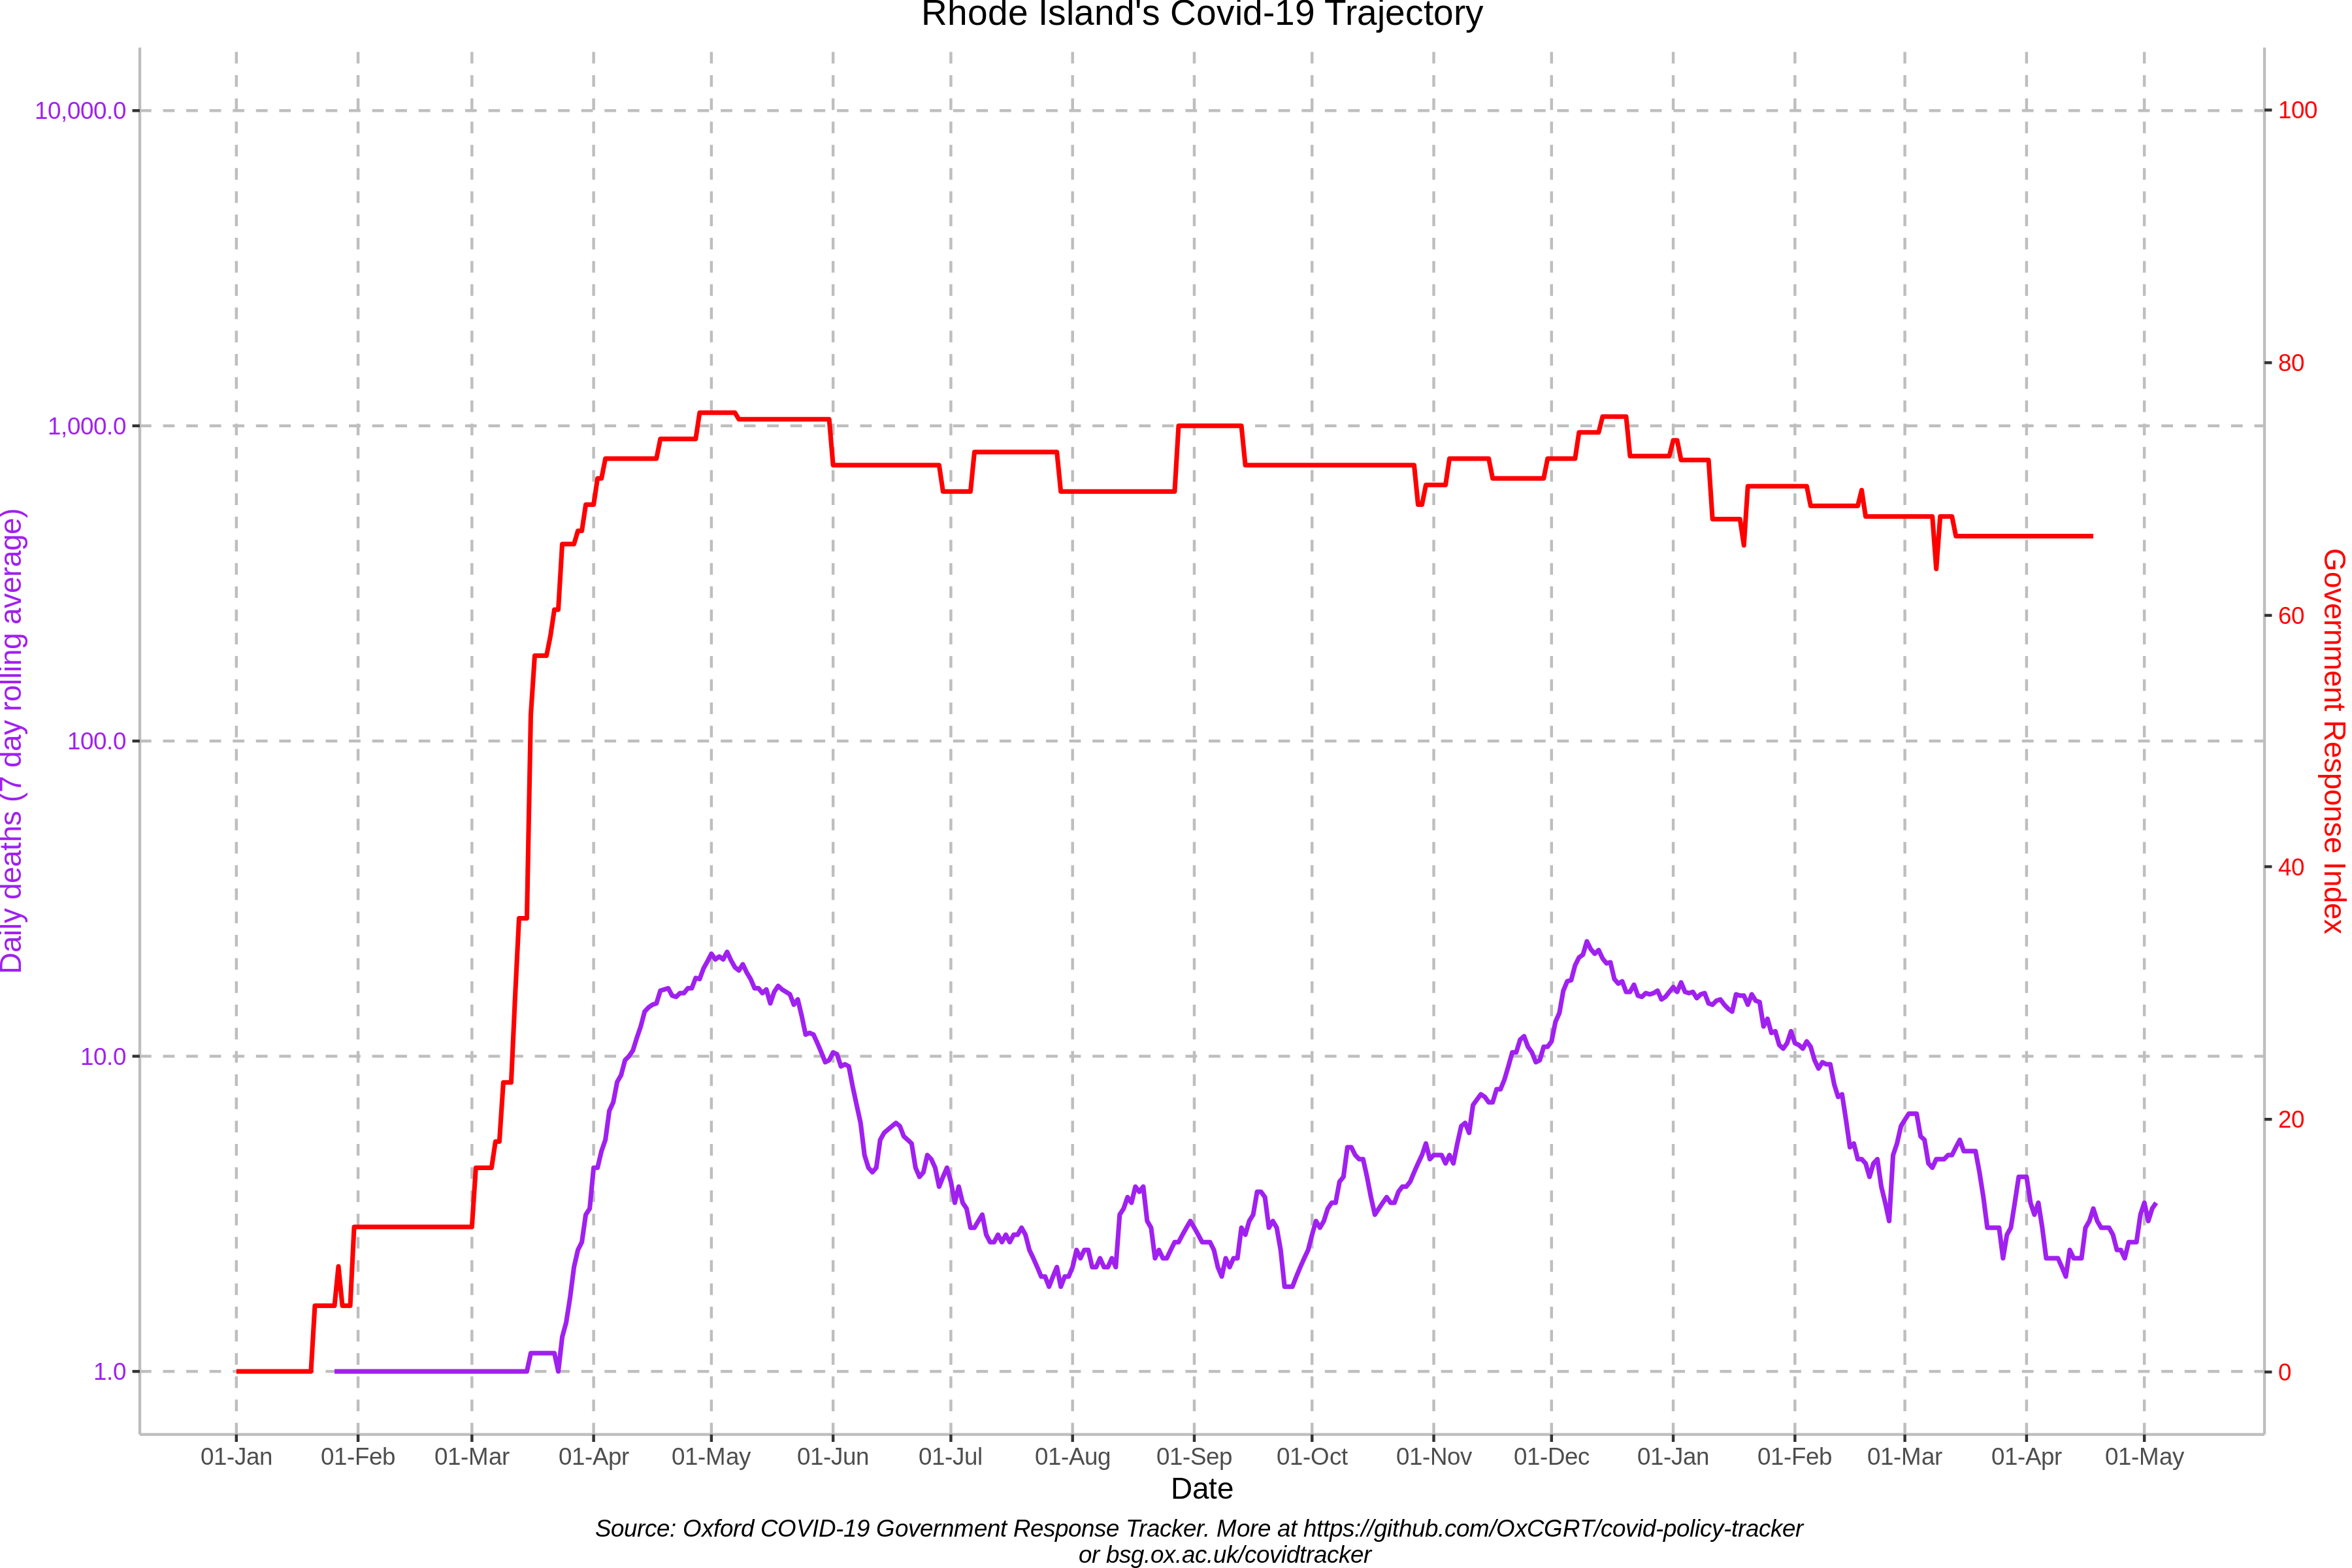 Rhode Island's Covid-19 Trajectory
Daily deaths (7 day rolling average)
10,000.0
1,000.0
100.0
10.0
1.0
100
80
60
40
20
0
Government Response Index
01-Jan 01-Feb 01-Mar 01-Apr 01-May 01-Jun 01-Jul 01-Aug 01-Sep 01-Oct 01-Nov 01-Dec 01-Jan 01-Feb 01-Mar 01-Apr 01-May
Date
Source: Oxford COVID-19 Government Response Tracker. More at https://github.com/OxCGRT/covid-policy-tracker
or bsg.ox.ac.uk/covidtracker